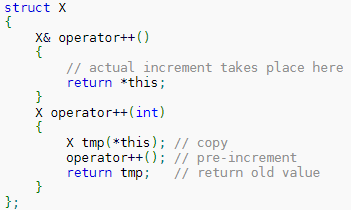 struct X
{
    X& operator++()
    {
        // actual increment takes place here
        return *this;
    }
    X operator++(int)
    {
        X tmp(*this); // copy
        operator++(); // pre-increment
        return tmp;   // return old value
    }
};